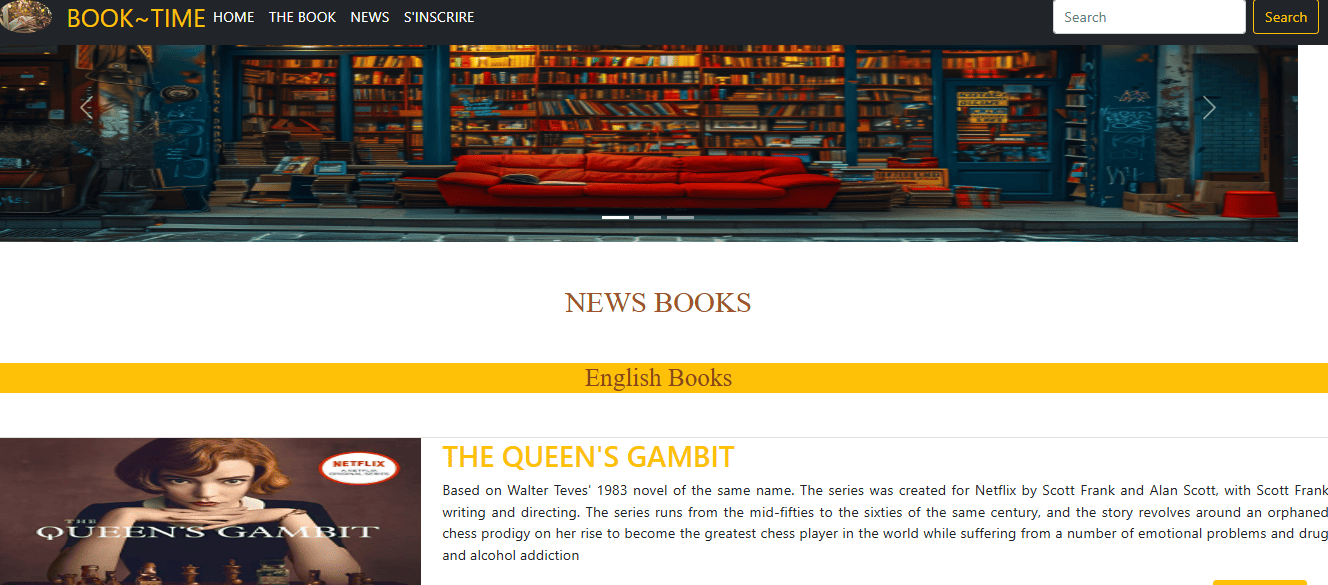 BOOK~TIME HOME THE BOOK NEWS S'INSCRIRE Search Search
NEWS BOOKS
English Books
THE QUEEN'S GAMBIT
NETFLIX
Based on Walter Teves' 1983 novel of the same name. The series was created for Netflix by Scott Frank and Alan Scott, with Scott Frank
writing and directing. The series runs from the mid-fifties to the sixties of the same century, and the story revolves around an orphaned
chess prodigy on her rise to become the greatest chess player in the world while suffering from a number of emotional problems and drug
and alcohol addiction
THE
QUEEN'S GAMBIT